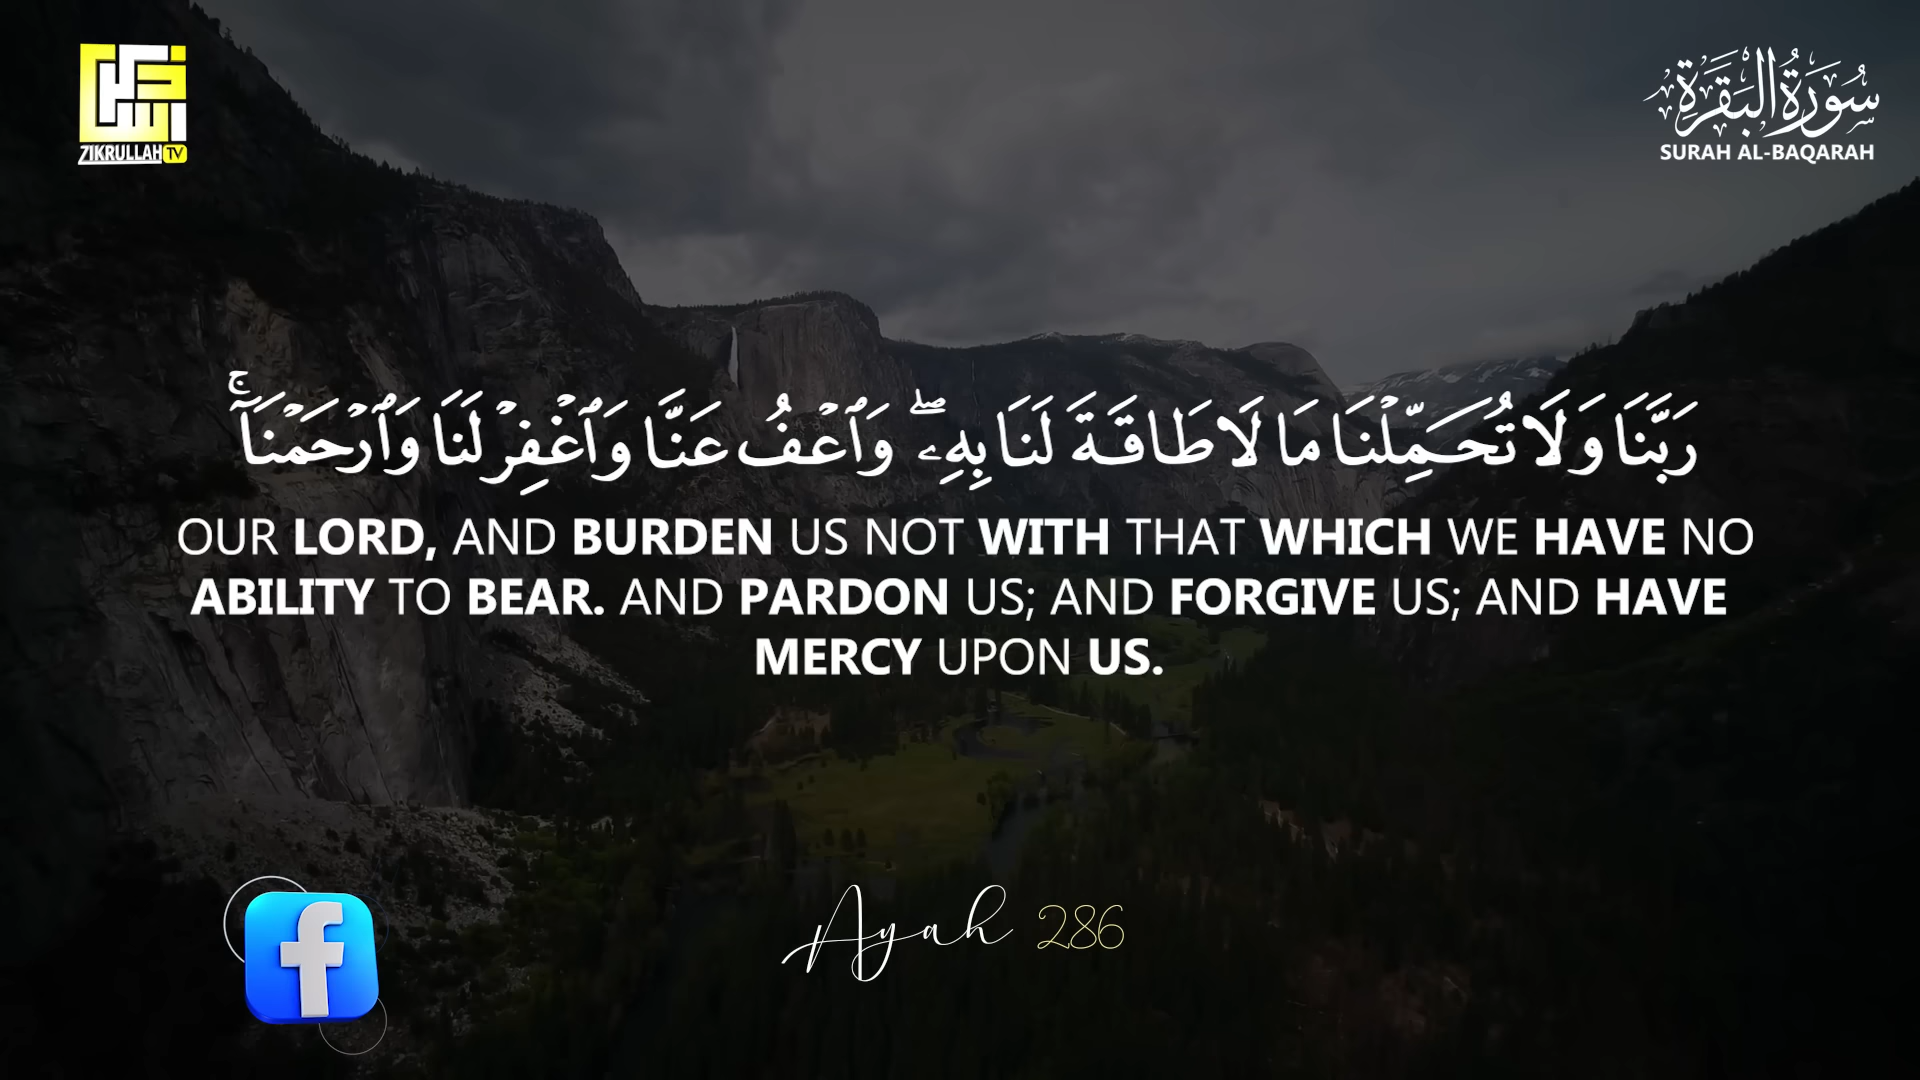 ZIKRULLAH TV
سُورَةُ البَقَرَةِ
SURAH AL-BAQARAH
رَبَّنَا وَلَا تُحَمِّلْنَا مَا لَا طَاقَةَ لَنَا بِهِۦ ۖ وَٱعْفُ عَنَّا وَٱغْفِرْ لَنَا وَٱرْحَمْنَآ ۚ
OUR LORD, AND BURDEN US NOT WITH THAT WHICH WE HAVE NO
ABILITY TO BEAR. AND PARDON US; AND FORGIVE US; AND HAVE
MERCY UPON US.
Ayah 286
f